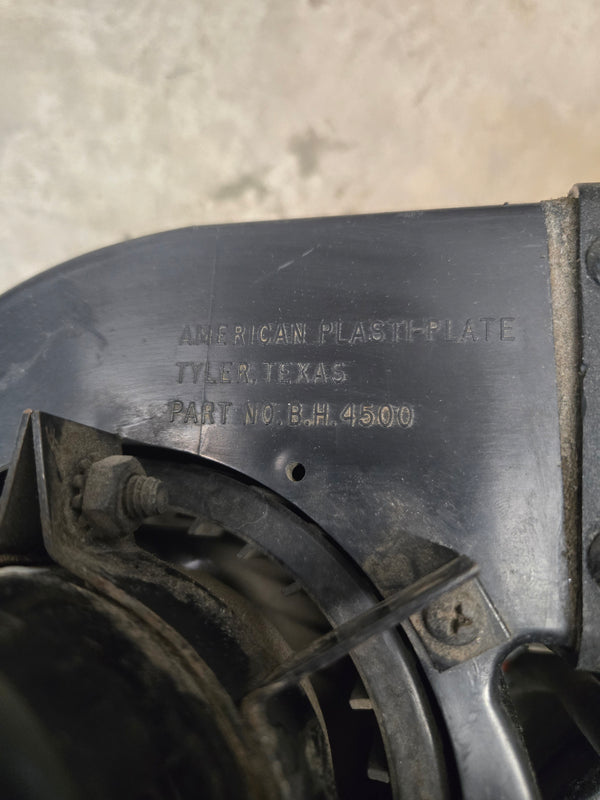 AMERICAN PLASTI-PLATE
TYLER, TEXAS
PART NO. B.H. 4500